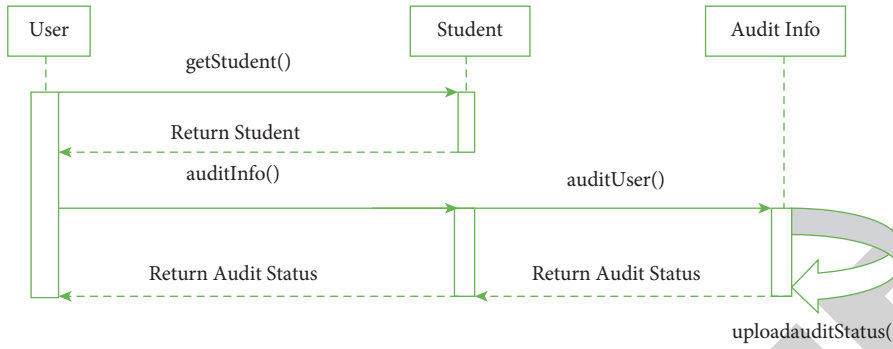 User
Student
Audit Info
getStudent()
Return Student
auditInfo()
auditUser()
Return Audit Status
Return Audit Status
uploadauditStatus(